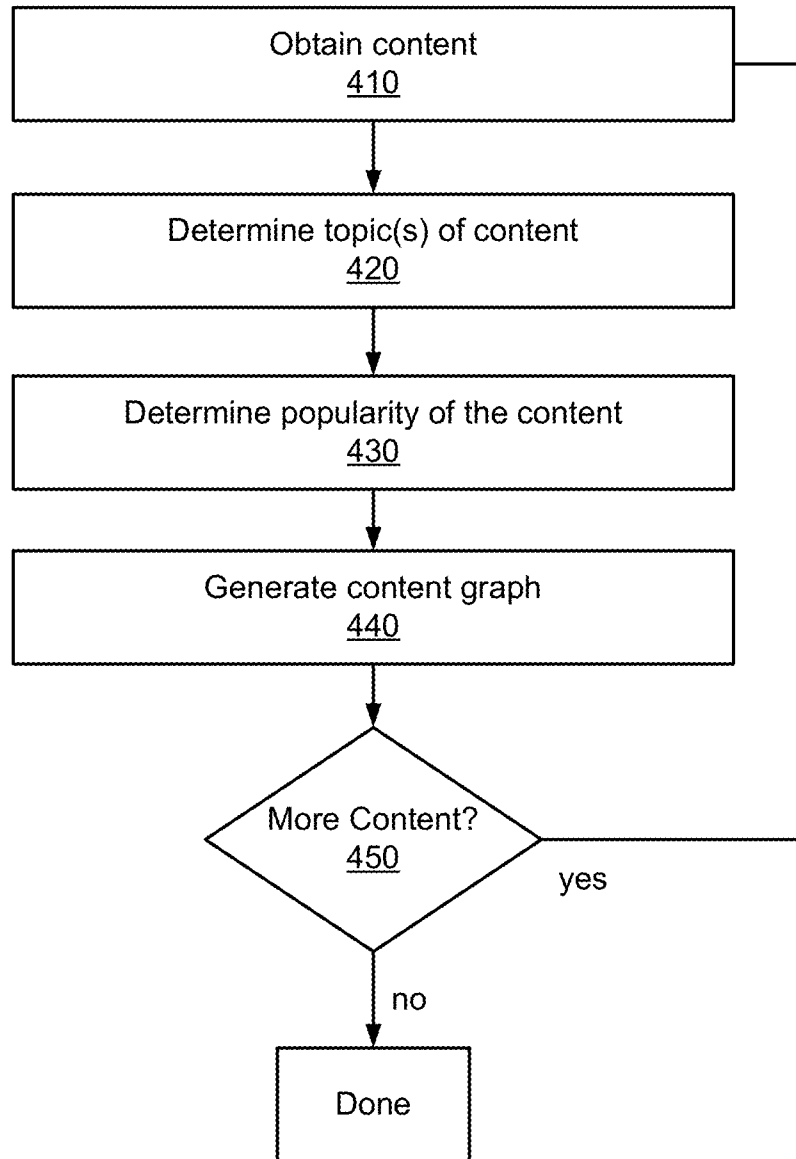 Obtain content
410
Determine topic(s) of content
420
Determine popularity of the content
430
Generate content graph
440
More Content?
450
yes
no
Done